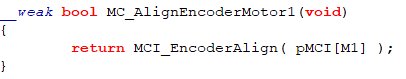 __weak bool MC_AlignEncoderMotor1(void)
{
return MCI_EncoderAlign( pMCI[M1] );
}